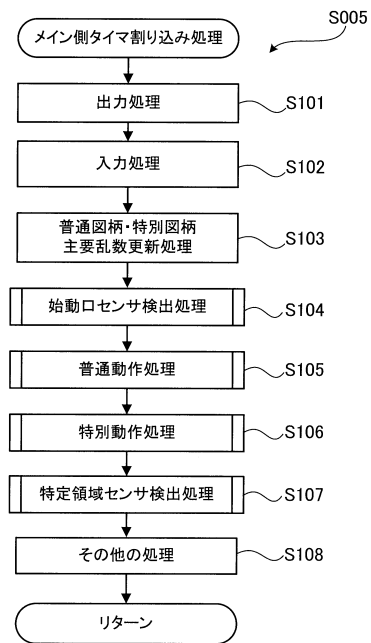 S005
メイン側タイマ割り込み処理
出力処理
S101
入力処理
S102
普通図柄・特別図柄
主要乱数更新処理
S103
始動口センサ検出処理
S104
普通動作処理
S105
特別動作処理
S106
特定領域センサ検出処理
S107
その他の処理
S108
リターン